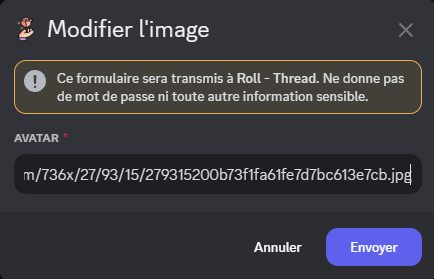 Modifier l'image
Ce formulaire sera transmis à Roll - Thread. Ne donne pas
de mot de passe ni toute autre information sensible.
AVATAR *
m/736x/27/93/15/279315200b73f1fa61fe7d7bc613e7cb.jpg
Annuler
Envoyer